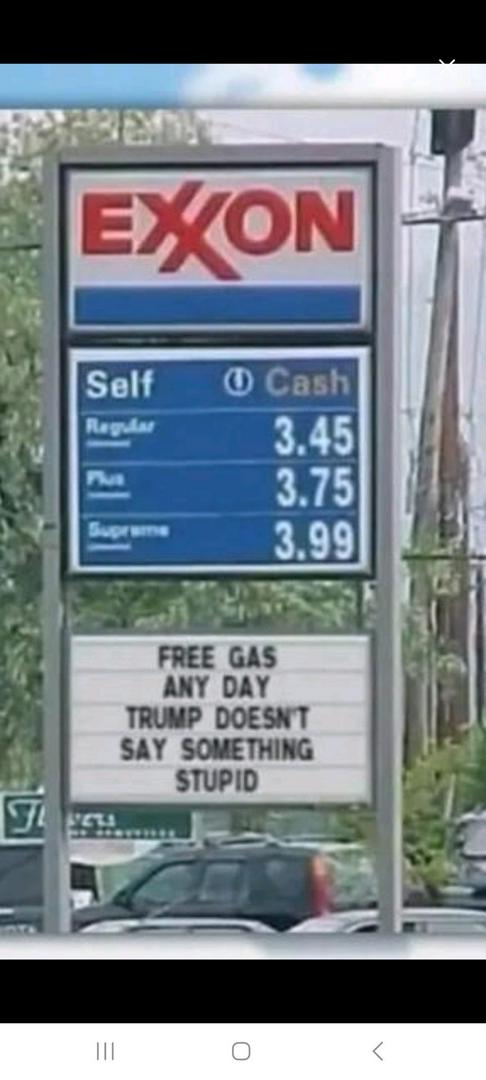 EXXON
Self Cash
Regular 3.45
Plus 3.75
Supreme 3.99
FREE GAS
ANY DAY
TRUMP DOESN'T
SAY SOMETHING
STUPID